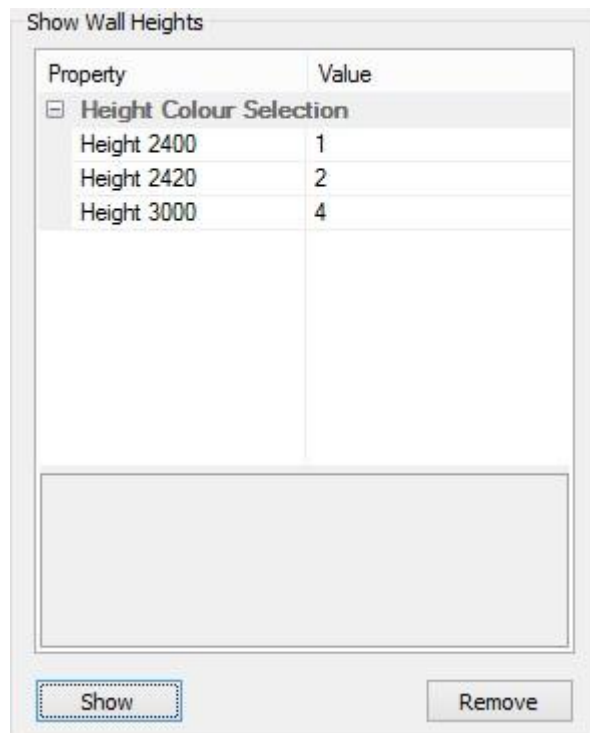 Show Wall Heights
Property Value
Height Colour Selection
Height 2400 1
Height 2420 2
Height 3000 4
Show Remove